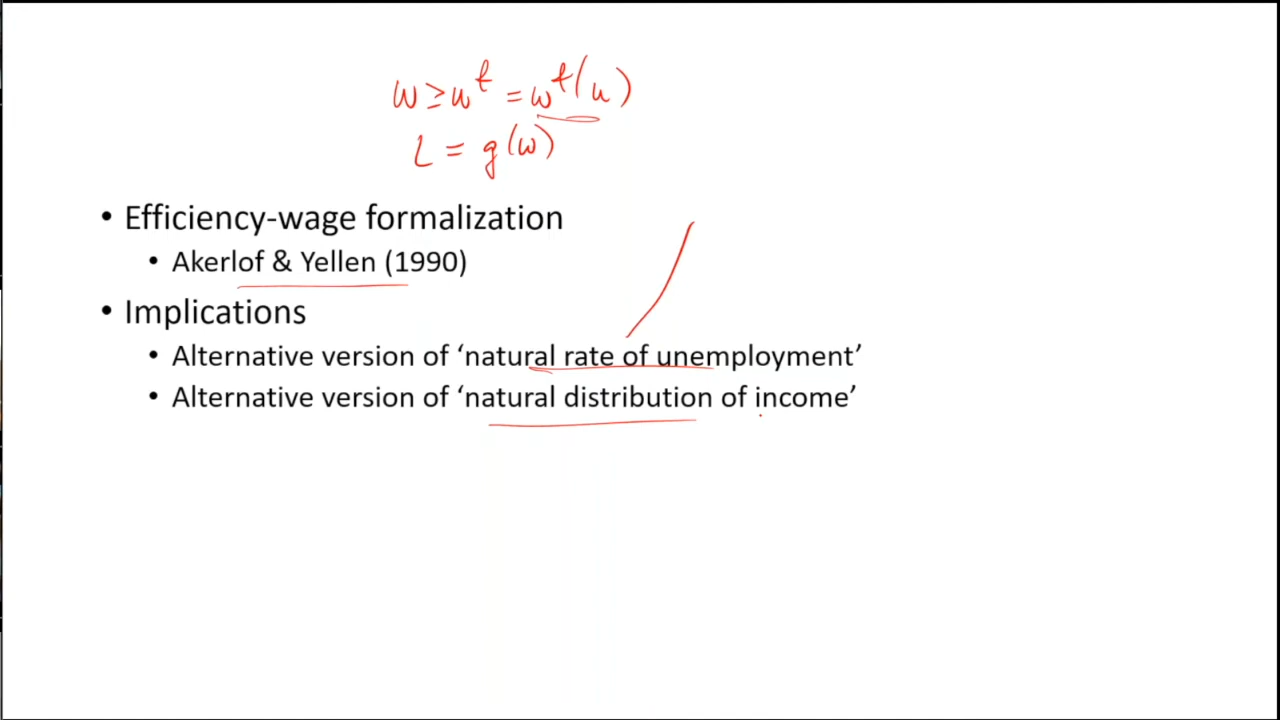 w ≥ w^f = w^f(u)
L = g(w)
• Efficiency-wage formalization
• Akerlof & Yellen (1990)
• Implications
• Alternative version of ‘natural rate of unemployment’
• Alternative version of ‘natural distribution of income’